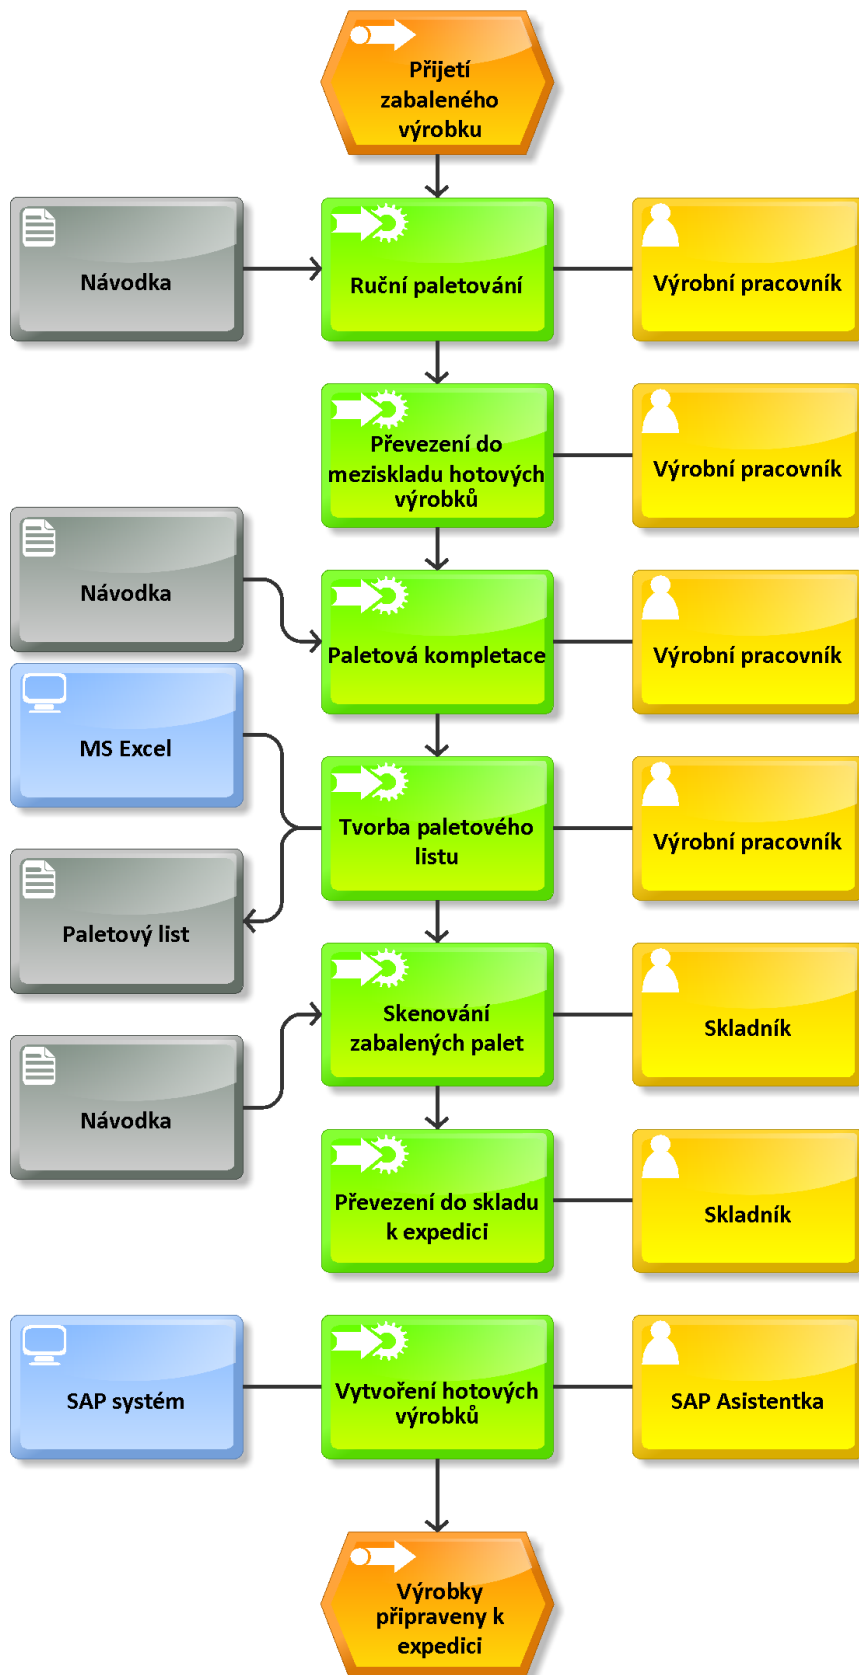 Přijetí
zabaleného
výrobku
Návodka
Ruční paletování
Výrobní pracovník
Převezení do
meziskladu hotových
výrobků
Výrobní pracovník
Návodka
Paletová kompletace
Výrobní pracovník
MS Excel
Tvorba paletového
listu
Výrobní pracovník
Paletový list
Skenování
zabalených palet
Skladník
Návodka
Převezení do skladu
k expedici
Skladník
SAP systém
Vytvoření hotových
výrobků
SAP Asistentka
Výrobky
připraveny k
expedici